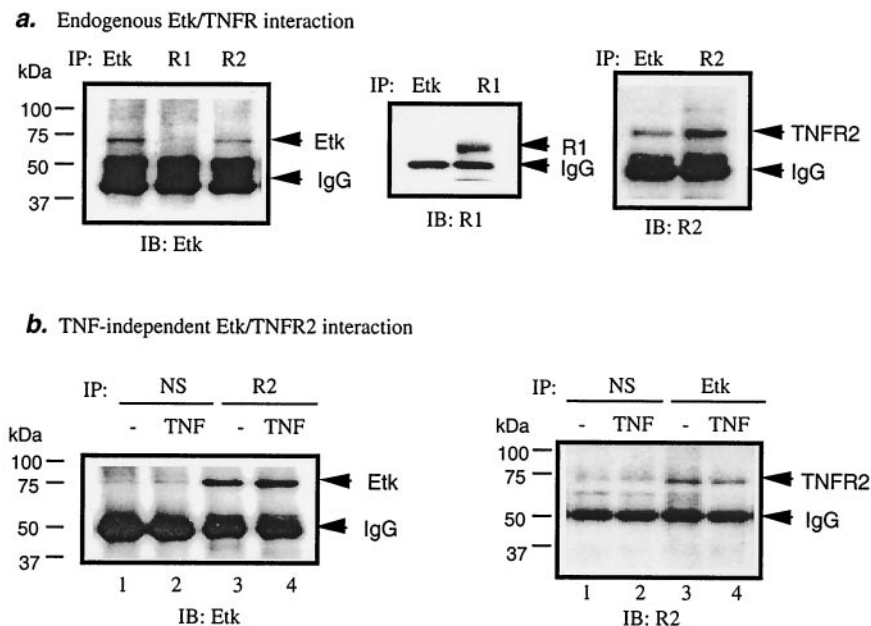 a. Endogenous Etk/TNFR interaction
IP: Etk R1 R2
kDa
100
75
50
37
Etk
IgG
IB: Etk
IP: Etk R1
R1
IgG
IB: R1
IP: Etk R2
TNFR2
IgG
IB: R2
b. TNF-independent Etk/TNFR2 interaction
IP: NS R2
- TNF - TNF
kDa
100
75
50
37
Etk
IgG
1 2 3 4
IB: Etk
IP: NS Etk
- TNF - TNF
kDa
100
75
50
37
TNFR2
IgG
1 2 3 4
IB: R2